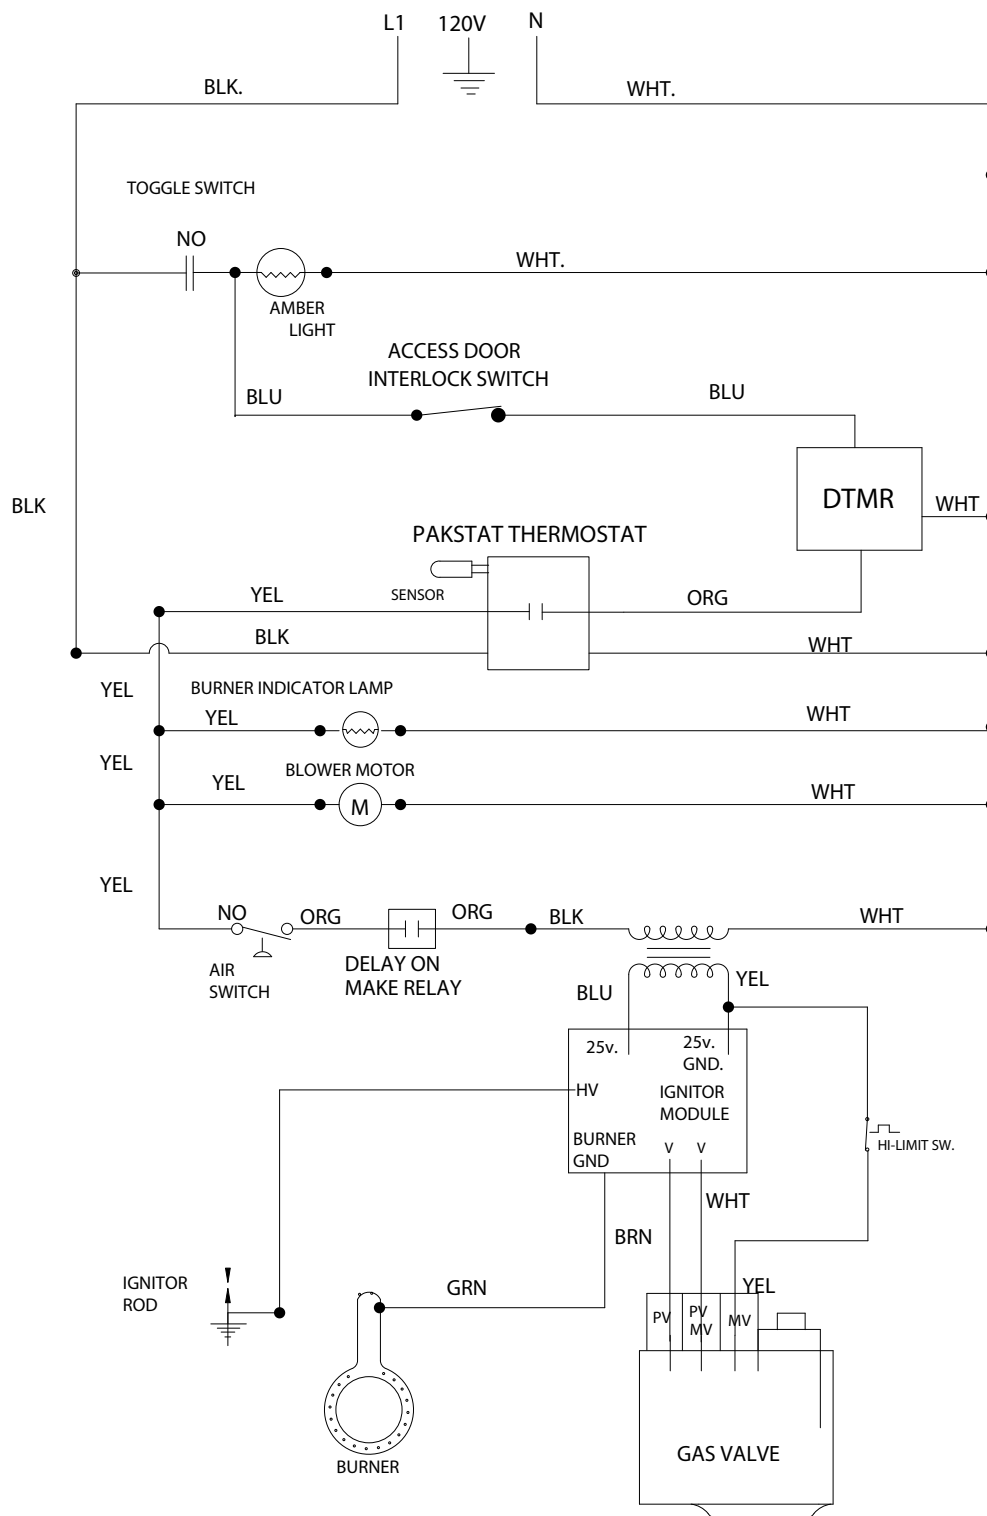 L1 120V N
BLK.
WHT.
TOGGLE SWITCH
NO
WHT.
AMBER
LIGHT
ACCESS DOOR
INTERLOCK SWITCH
BLU
BLU
BLK
DTMR
WHT
PAKSTAT THERMOSTAT
YEL
SENSOR
ORG
BLK
WHT
YEL
BURNER INDICATOR LAMP
YEL
WHT
YEL
BLOWER MOTOR
YEL
M
WHT
YEL
NO
ORG
ORG
BLK
WHT
AIR
SWITCH
DELAY ON
MAKE RELAY
BLU
YEL
25v.
25v.
GND.
HV
IGNITOR
MODULE
BURNER
GND
V
V
HI-LIMIT SW.
WHT
BRN
IGNITOR
ROD
GRN
YEL
PV
PV
MV
MV
GAS VALVE
BURNER